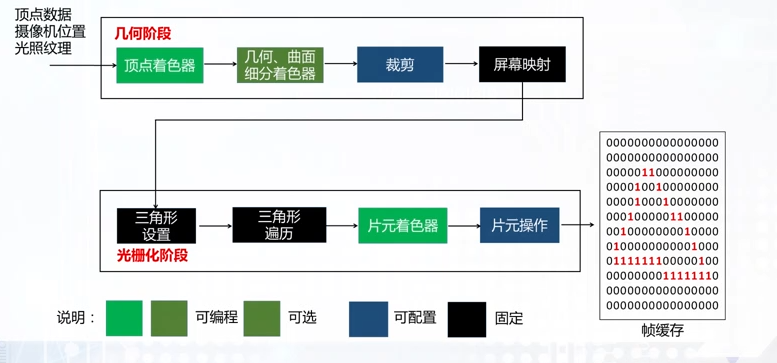 顶点数据
摄像机位置
光照纹理
几何阶段
顶点着色器
几何、曲面
细分着色器
裁剪
屏幕映射
三角形
设置
三角形
遍历
片元着色器
片元操作
光栅化阶段
0000000000000000
0000000000000000
0000011000000000
0000100100000000
0000100010000000
0001000001100000
0010000000010000
0100000000001000
0111111100000100
0000000011111110
0000000000000000
0000000000000000
帧缓存
说明：
可编程
可选
可配置
固定